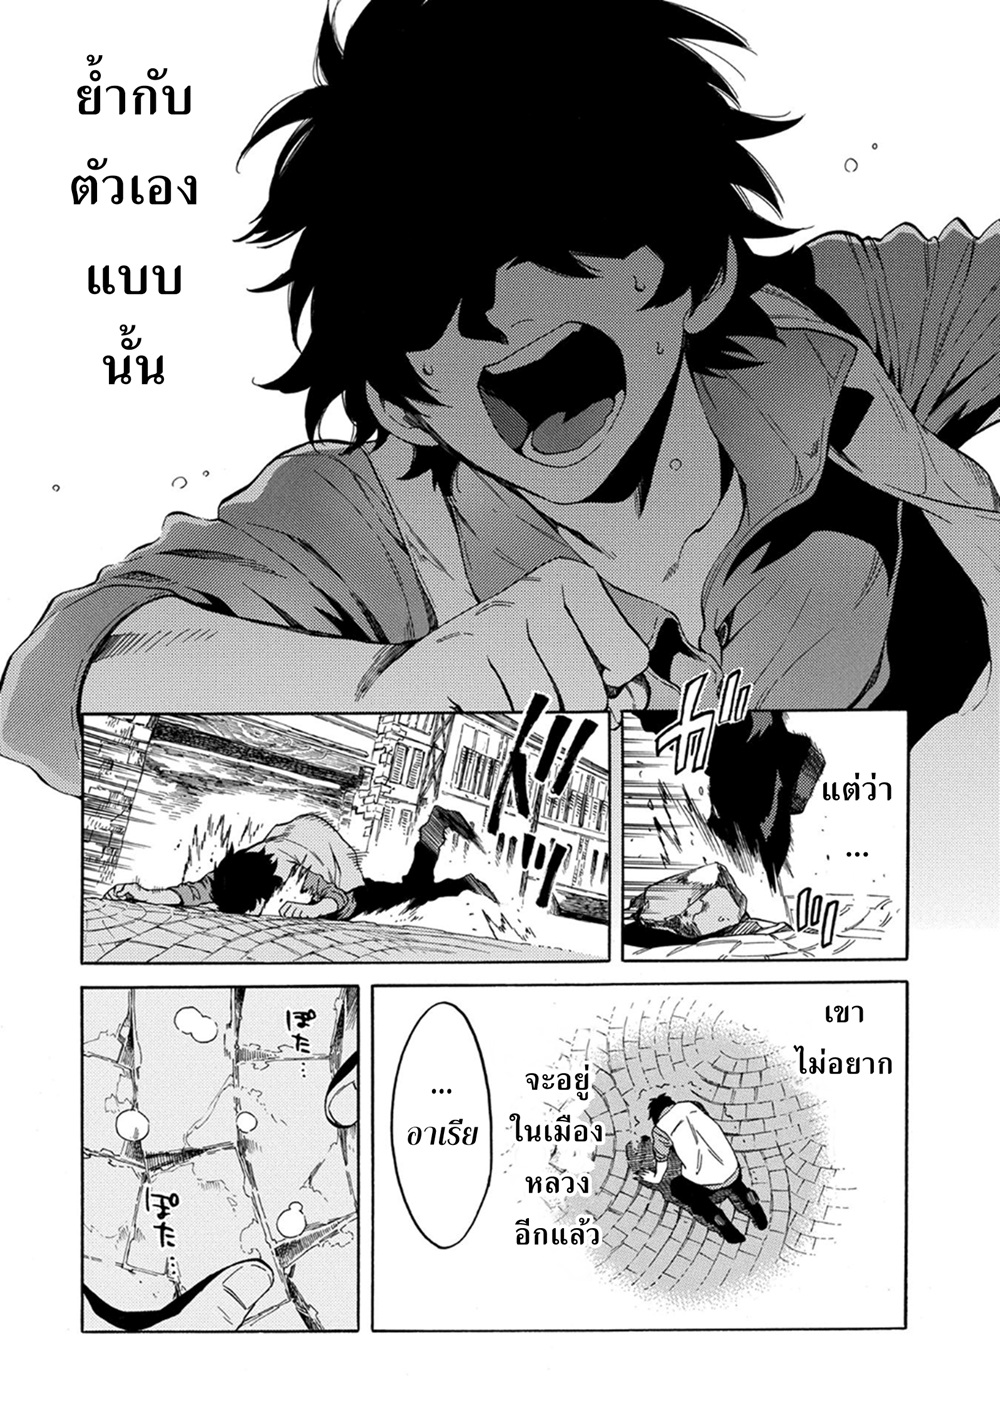 ย้ำกับ
ตัวเอง
แบบ
นั้น
ガッ
แต่ว่า
...
เขา
ไม่อยาก
จะอยู่
ในเมือง
หลวง
อีกแล้ว
...
อาเรีย
ぽた…
ぽた…